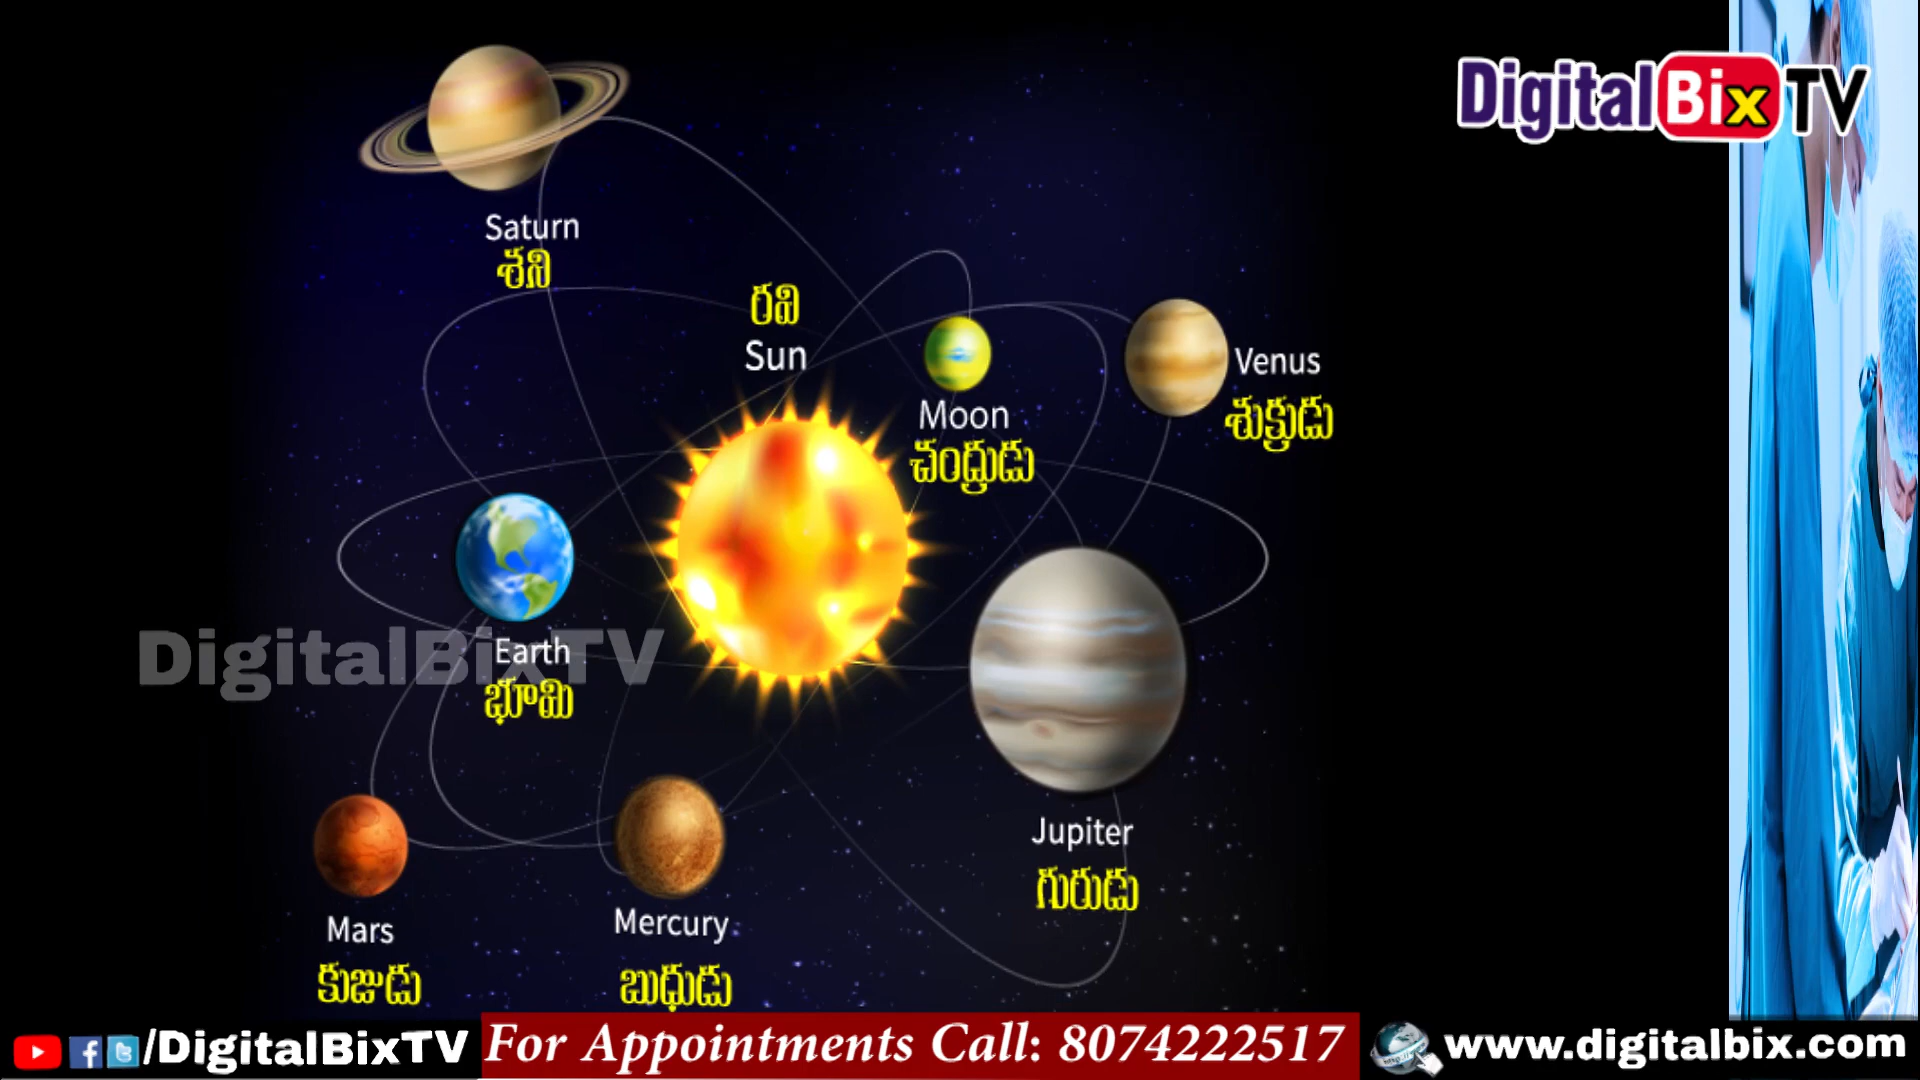 DigitalBixTV
Saturn
శని
రవి
Sun
Venus
శుక్రుడు
Moon
చంద్రుడు
Earth
భూమి
DigitalBixTV
Jupiter
గురుడు
Mars
కుజుడు
Mercury
బుధుడు
/DigitalBixTV
For Appointments Call: 8074222517
www.digitalbix.com